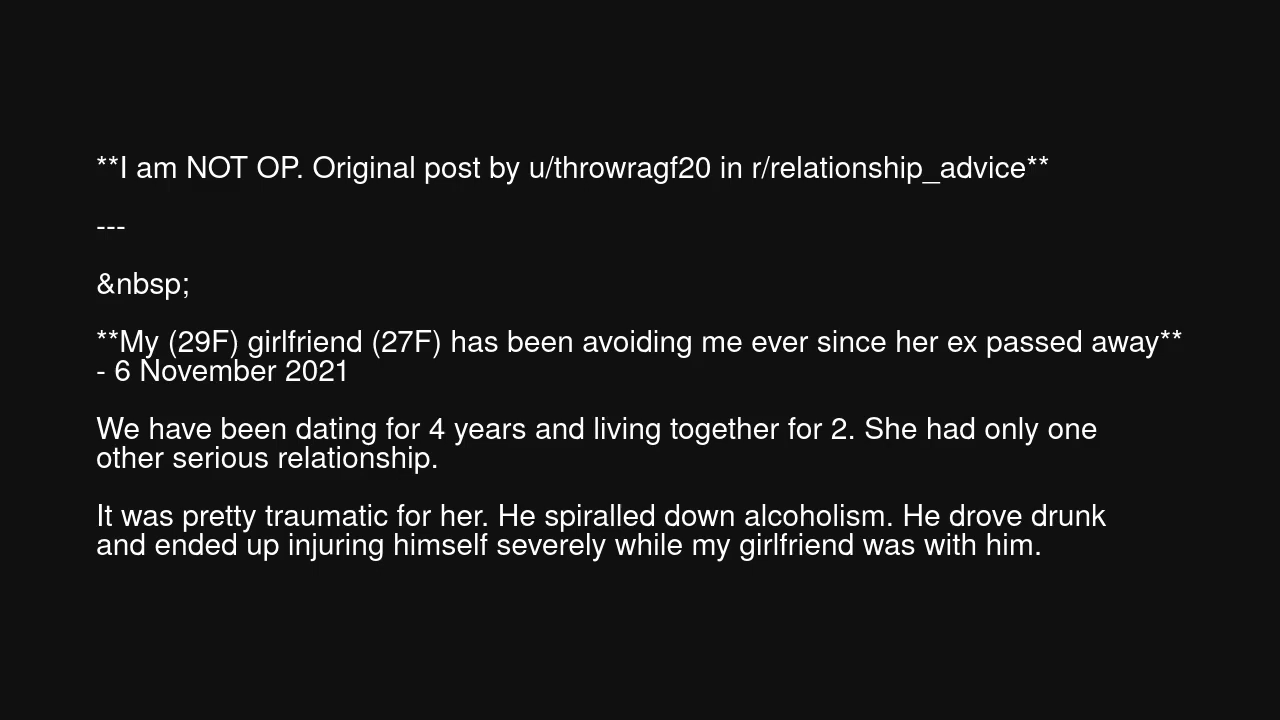 **I am NOT OP. Original post by u/throwragf20 in r/relationship_advice**
---
&nbsp;
**My (29F) girlfriend (27F) has been avoiding me ever since her ex passed away**
- 6 November 2021
We have been dating for 4 years and living together for 2. She had only one
other serious relationship.
It was pretty traumatic for her. He spiralled down alcoholism. He drove drunk
and ended up injuring himself severely while my girlfriend was with him.